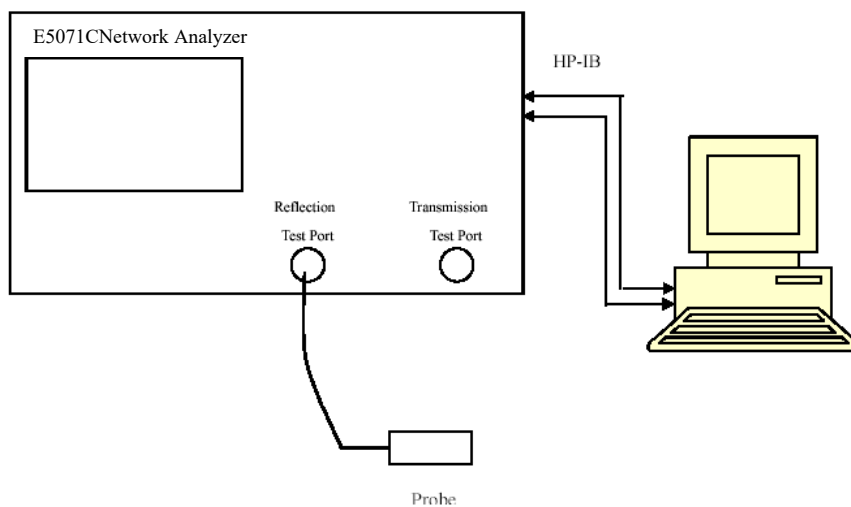 E5071CNetwork Analyzer
HP-IB
Reflection
Test Port
Transmission
Test Port
Probe